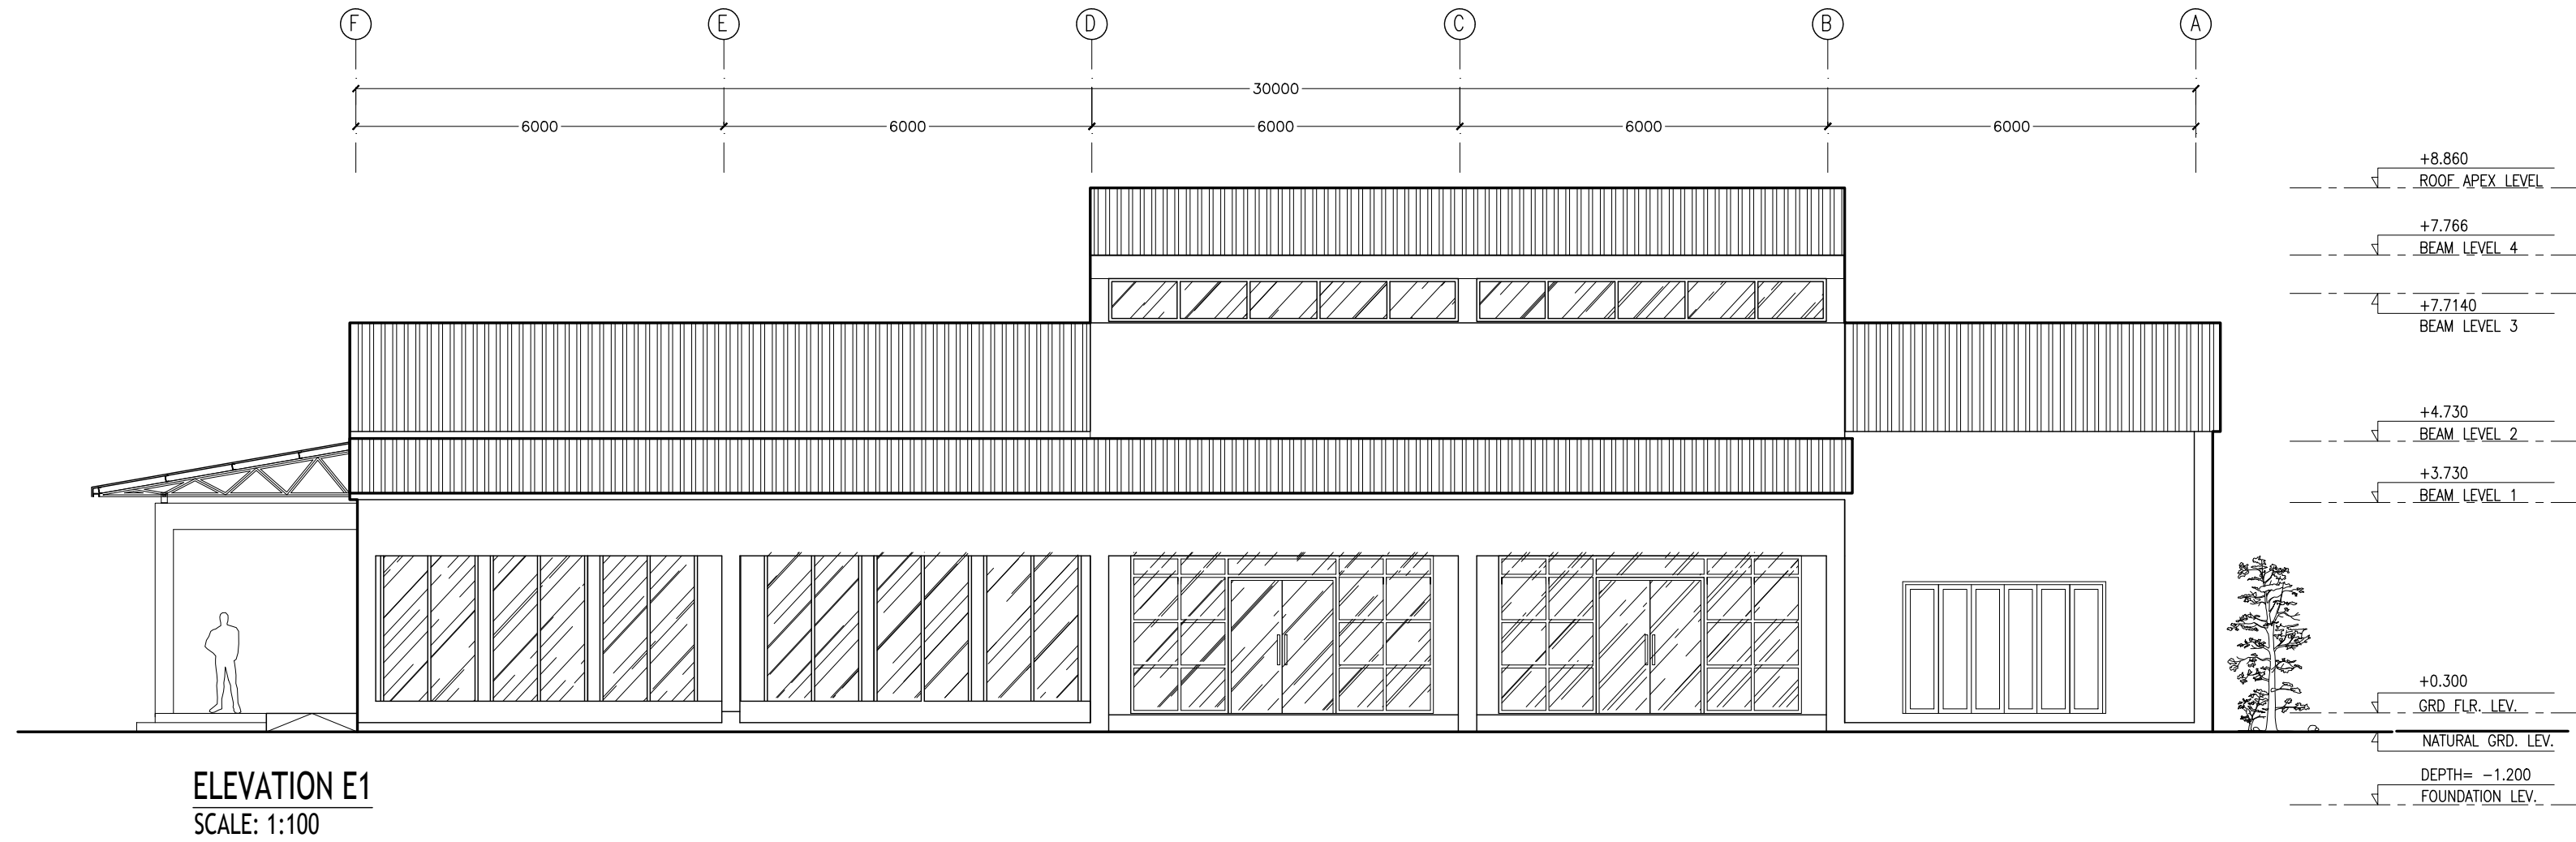 F E D C B A
30000
6000 6000 6000 6000 6000
+8.860
ROOF APEX LEVEL
+7.766
BEAM LEVEL 4
+7.7140
BEAM LEVEL 3
+4.730
BEAM LEVEL 2
+3.730
BEAM LEVEL 1
+0.300
GRD FLR. LEV.
NATURAL GRD. LEV.
DEPTH= -1.200
FOUNDATION LEV.
ELEVATION E1
SCALE: 1:100